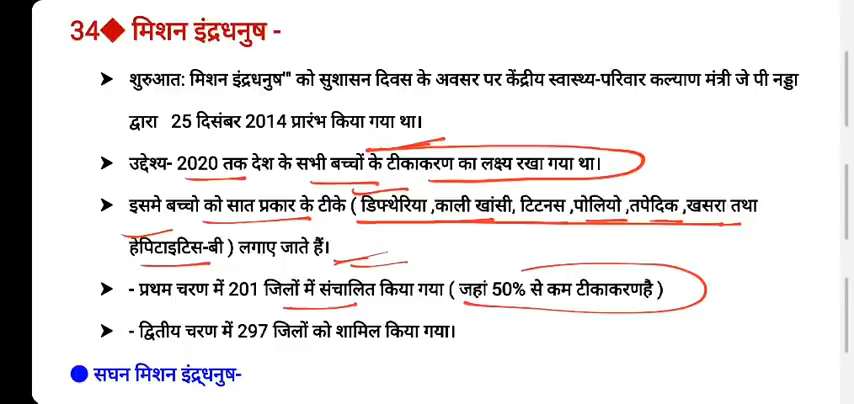 34◆ मिशन इंद्रधनुष -
➤ शुरुआत: मिशन इंद्रधनुष'" को सुशासन दिवस के अवसर पर केंद्रीय स्वास्थ्य-परिवार कल्याण मंत्री जे पी नड्डा
द्वारा 25 दिसंबर 2014 प्रारंभ किया गया था।
➤ उद्देश्य- 2020 तक देश के सभी बच्चों के टीकाकरण का लक्ष्य रखा गया था।
➤ इसमे बच्चो को सात प्रकार के टीके ( डिफ्थेरिया ,काली खांसी, टिटनस ,पोलियो ,तपेदिक ,खसरा तथा
हेपिटाइटिस-बी ) लगाए जाते हैं।
➤ - प्रथम चरण में 201 जिलों में संचालित किया गया ( जहां 50% से कम टीकाकरणहै )
➤ - द्वितीय चरण में 297 जिलों को शामिल किया गया।
● सघन मिशन इंद्रधनुष-